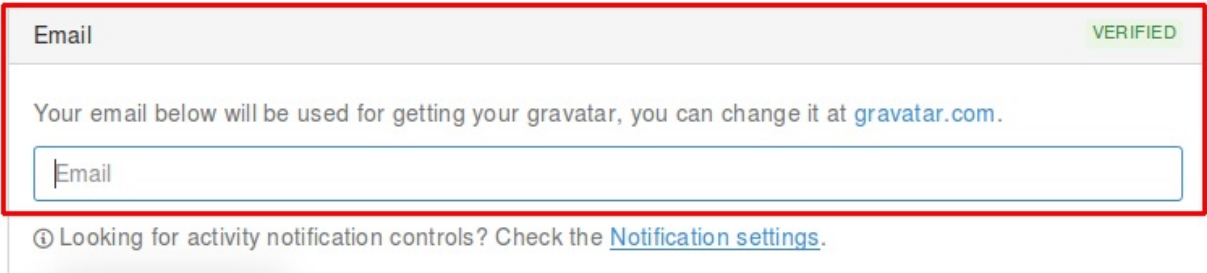 Email VERIFIED
Your email below will be used for getting your gravatar, you can change it at gravatar.com.
Email
Looking for activity notification controls? Check the Notification settings.